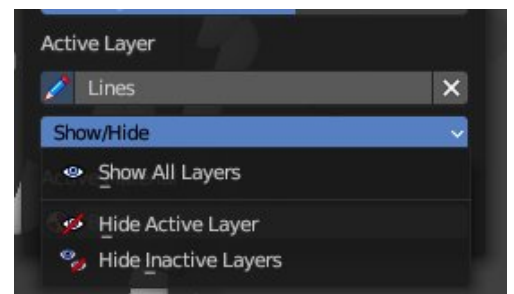 Active Layer
Lines
Show/Hide
Show All Layers
Hide Active Layer
Hide Inactive Layers